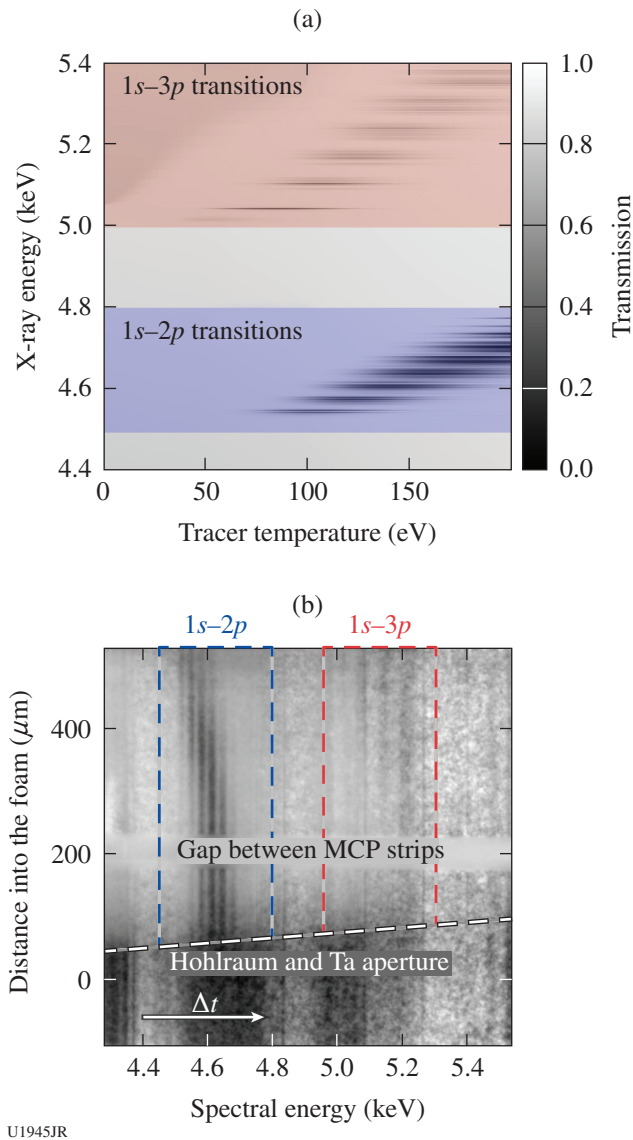 (a)
5.4
5.2
5.0
4.8
4.6
4.4
X-ray energy (keV)
1s–3p transitions
1s–2p transitions
0
50
100
150
Tracer temperature (eV)
1.0
0.8
0.6
0.4
0.2
0.0
Transmission
(b)
1s–2p
1s–3p
400
200
0
Distance into the foam (μm)
Gap between MCP strips
Hohlraum and Ta aperture
Δt
4.4
4.6
4.8
5.0
5.2
5.4
Spectral energy (keV)
U1945JR